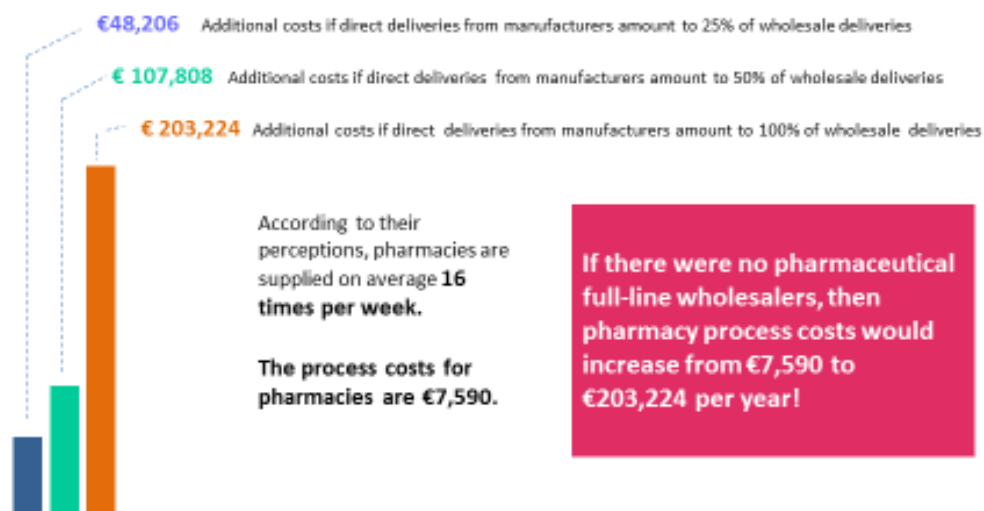 €48,206 Additional costs if direct deliveries from manufacturers amount to 25% of wholesale deliveries
€ 107,808 Additional costs if direct deliveries from manufacturers amount to 50% of wholesale deliveries
€ 203,224 Additional costs if direct deliveries from manufacturers amount to 100% of wholesale deliveries
According to their
perceptions, pharmacies are
supplied on average 16
times per week.
The process costs for
pharmacies are €7,590.
If there were no pharmaceutical
full-line wholesalers, then
pharmacy process costs would
increase from €7,590 to
€203,224 per year!